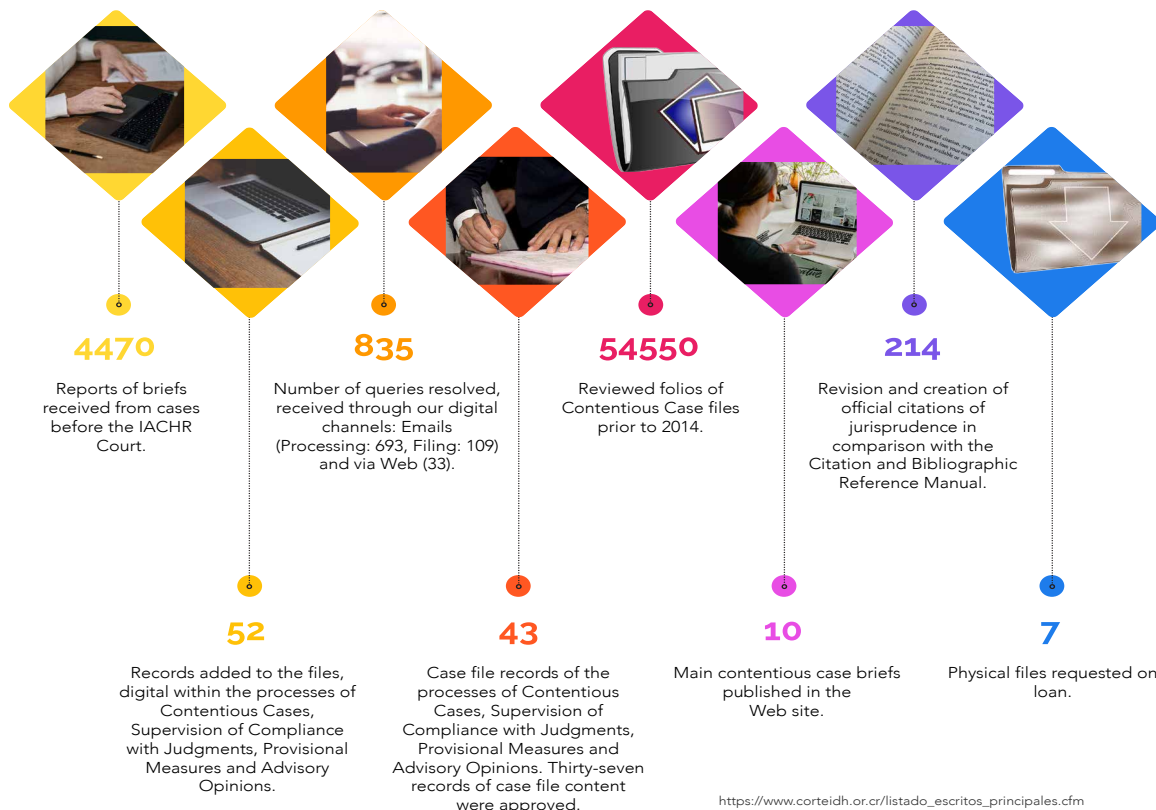 4470
Reports of briefs
received from cases
before the IACHR
Court.
835
Number of queries resolved,
received through our digital
channels: Emails
(Processing: 693, Filing: 109)
and via Web (33).
54550
Reviewed folios of
Contentious Case files
prior to 2014.
214
Revision and creation of
official citations of
jurisprudence in
comparison with the
Citation and Bibliographic
Reference Manual.
52
Records added to the files,
digital within the processes of
Contentious Cases,
Supervision of Compliance
with Judgments, Provisional
Measures and Advisory
Opinions.
43
Case file records of the
processes of Contentious
Cases, Supervision of
Compliance with Judgments,
Provisional Measures and
Advisory Opinions. Thirty-seven
records of case file content
were approved.
10
Main contentious case briefs
published in the
Web site.
7
Physical files requested on
loan.
https://www.corteidh.or.cr/listado_escritos_principales.cfm